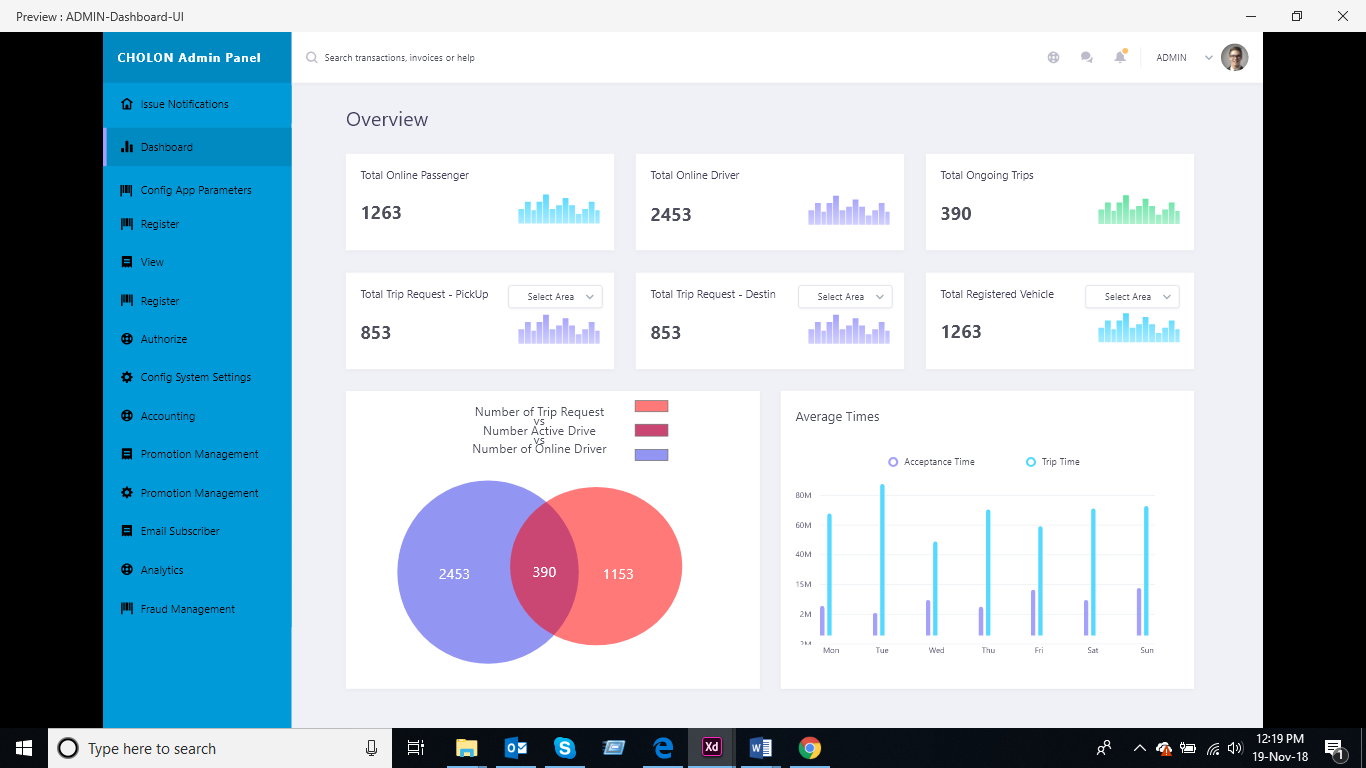 Preview : ADMIN-Dashboard-UI
CHOLON Admin Panel
Search transactions, invoices or help
ADMIN
Issue Notifications
Dashboard
Config App Parameters
Register
View
Register
Authorize
Config System Settings
Accounting
Promotion Management
Promotion Management
Email Subscriber
Analytics
Fraud Management
Overview
Total Online Passenger
1263
Total Online Driver
2453
Total Ongoing Trips
390
Total Trip Request - PickUp
Select Area
853
Total Trip Request - Destin
Select Area
853
Total Registered Vehicle
Select Area
1263
Number of Trip Request
vs
Number Active Drive
vs
Number of Online Driver
2453
390
1153
Average Times
Acceptance Time
Trip Time
80M
60M
40M
15M
2M
Mon Tue Wed Thu Fri Sat Sun
Type here to search
Xd
12:19 PM
19-Nov-18
1